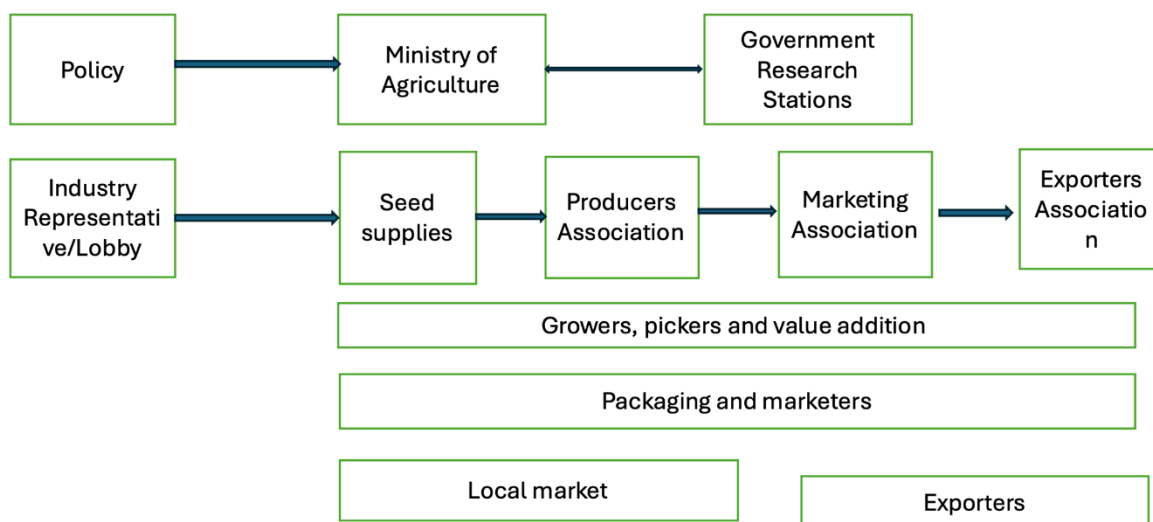 Policy
Ministry of
Agriculture
Government
Research
Stations
Industry
Representati
ve/Lobby
Seed
supplies
Producers
Association
Marketing
Association
Exporters
Associatio
n
Growers, pickers and value addition
Packaging and marketers
Local market
Exporters